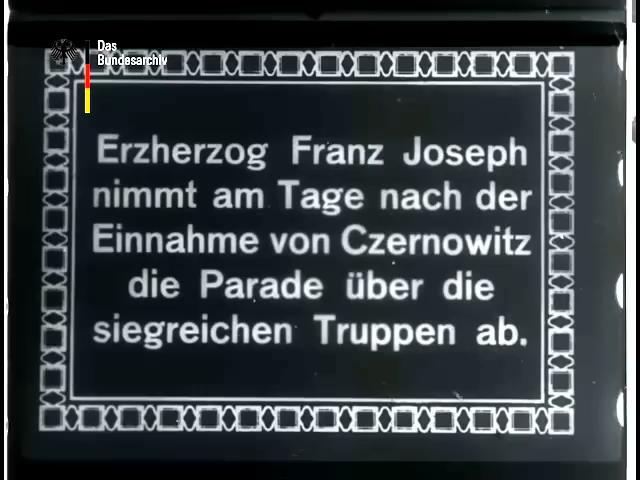 Das
Bundesarchiv
Erzherzog Franz Joseph
nimmt am Tage nach der
Einnahme von Czernowitz
die Parade über die
siegreichen Truppen ab.